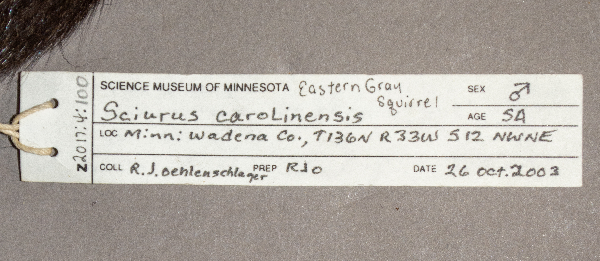 Z2017:4:100
SCIENCE MUSEUM OF MINNESOTA Eastern Gray Squirrel SEX ♂
Sciurus carolinensis AGE SA
LOC Minn: Wadena Co., T136N R33W S12 NWNE
COLL R.J. Oehlenschlager PREP RJO DATE 26 Oct. 2003